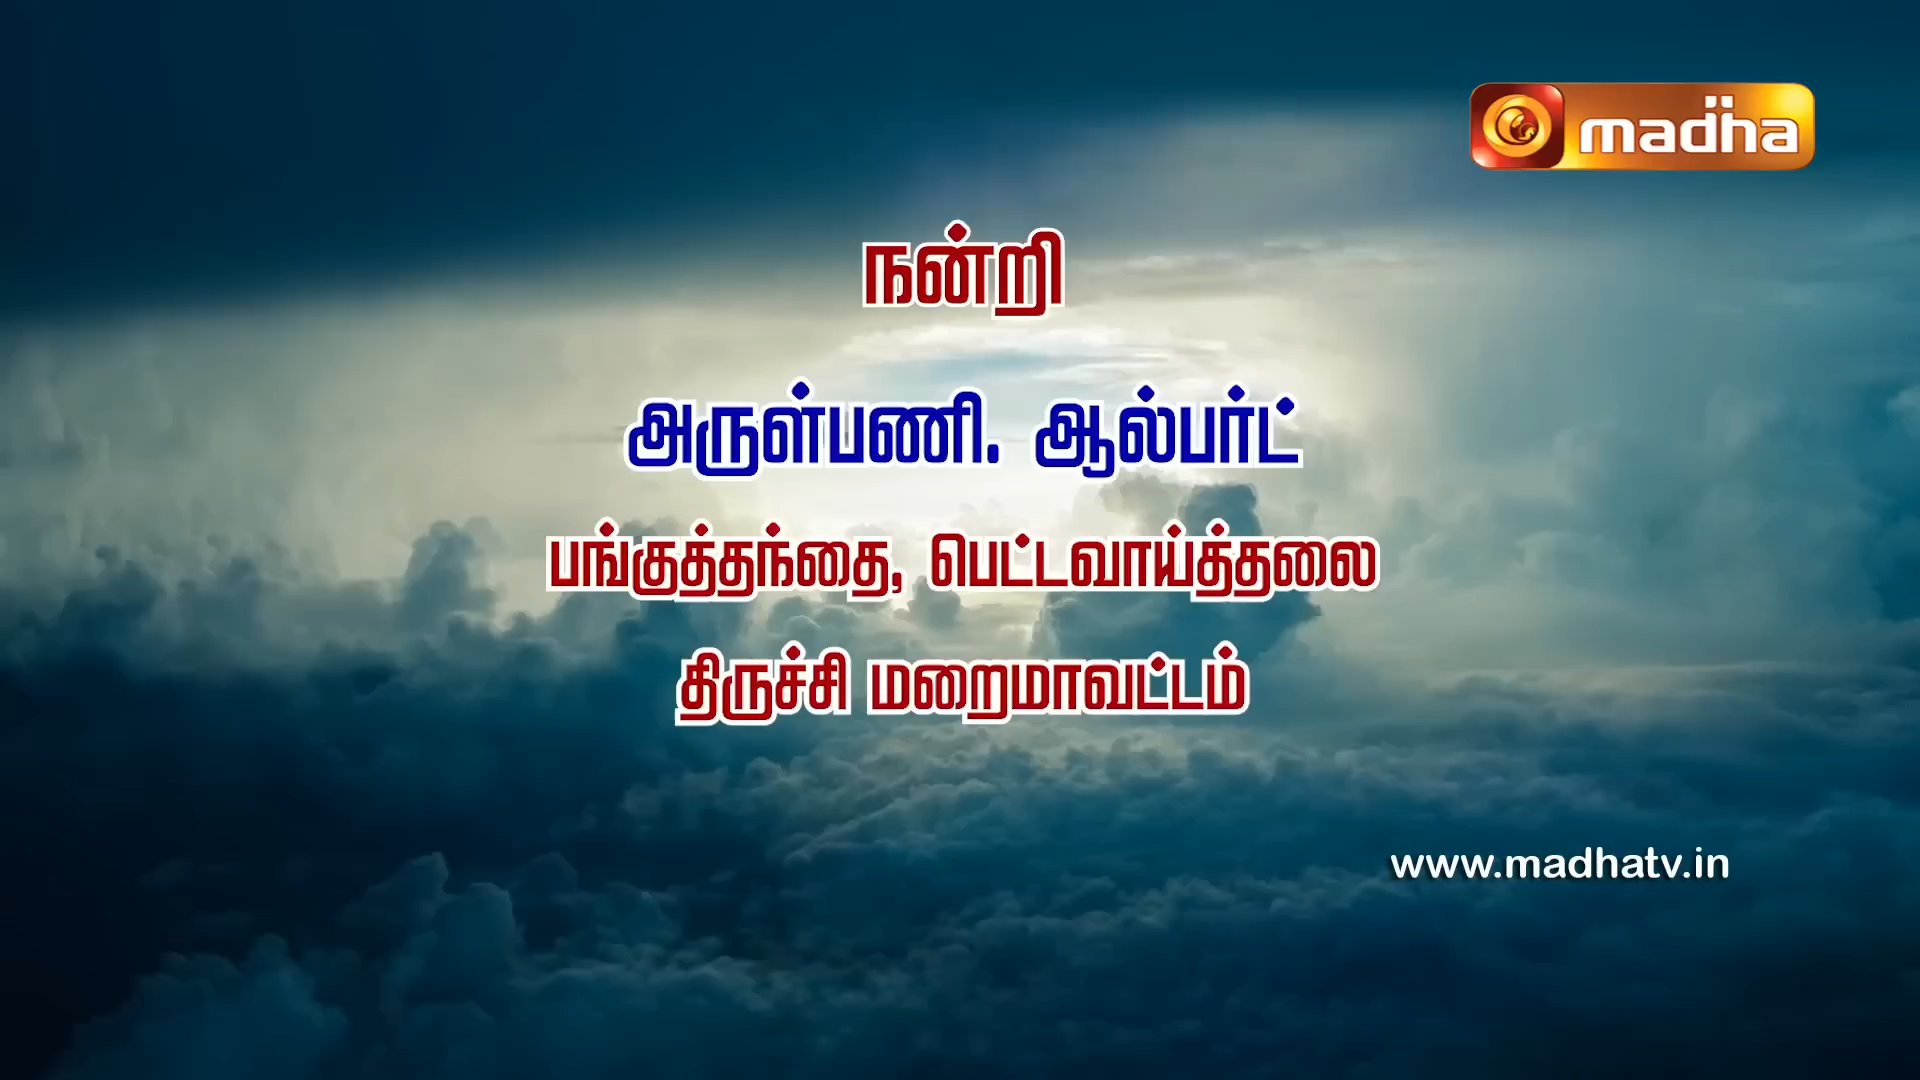 madha
நன்றி
அருள்பணி. ஆல்பர்ட்
பங்குத்தந்தை, பெட்டவாய்த்தலை
திருச்சி மறைமாவட்டம்
www.madhatv.in